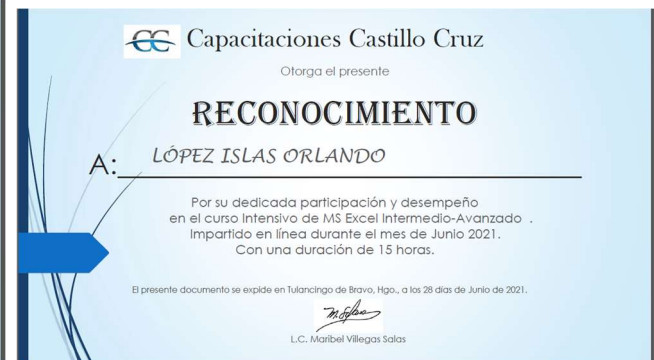 CC Capacitaciones Castillo Cruz
Otorga el presente
RECONOCIMIENTO
A: LÓPEZ ISLAS ORLANDO
Por su dedicada participación y desempeño
en el curso Intensivo de MS Excel Intermedio-Avanzado .
Impartido en línea durante el mes de Junio 2021.
Con una duración de 15 horas.
El presente documento se expide en Tulancingo de Bravo, Hgo., a los 28 días de Junio de 2021.
L.C. Maribel Villegas Salas